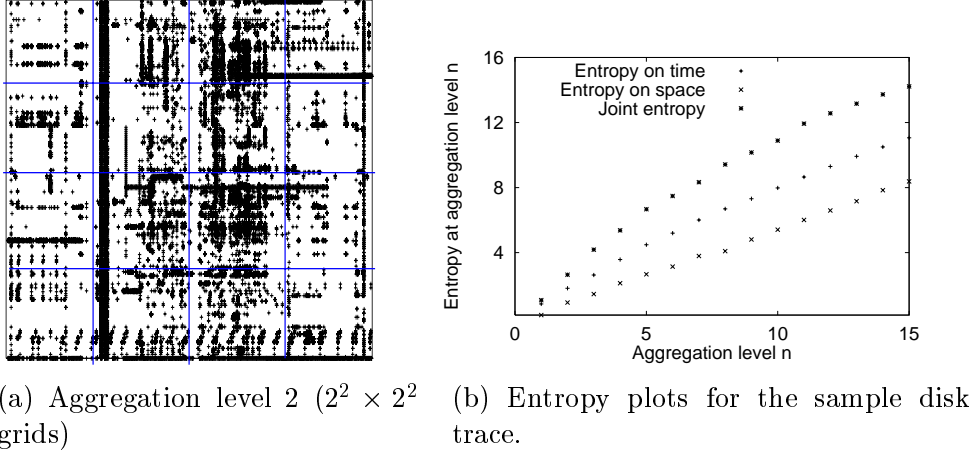 16
12
8
4
0
5
10
15
Entropy at aggregation level n
Aggregation level n
Entropy on time
Entropy on space
Joint entropy
(a) Aggregation level 2 (2² × 2²
grids)
(b) Entropy plots for the sample disk
trace.